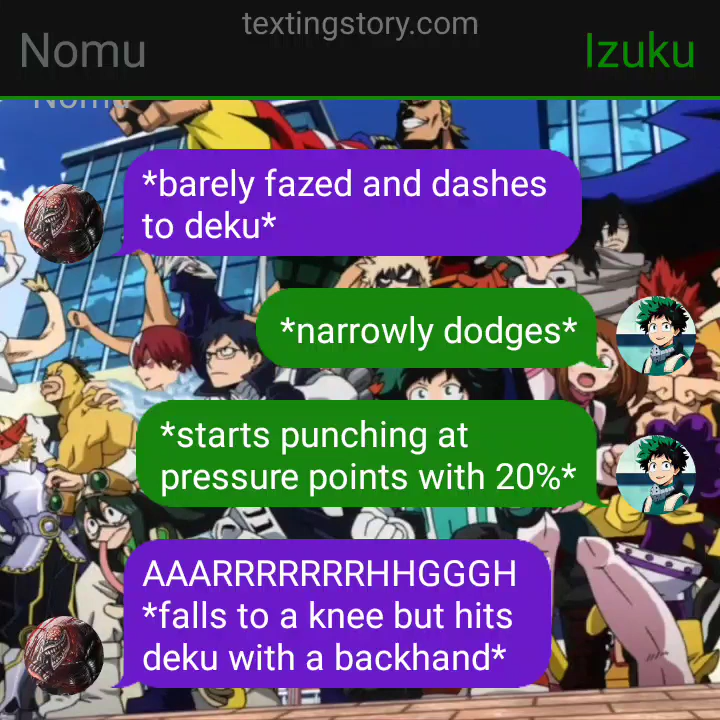 textingstory.com
Nomu
Izuku
*barely fazed and dashes
to deku*
*narrowly dodges*
*starts punching at
pressure points with 20%*
AAARRRRRRRHHGGGH
*falls to a knee but hits
deku with a backhand*